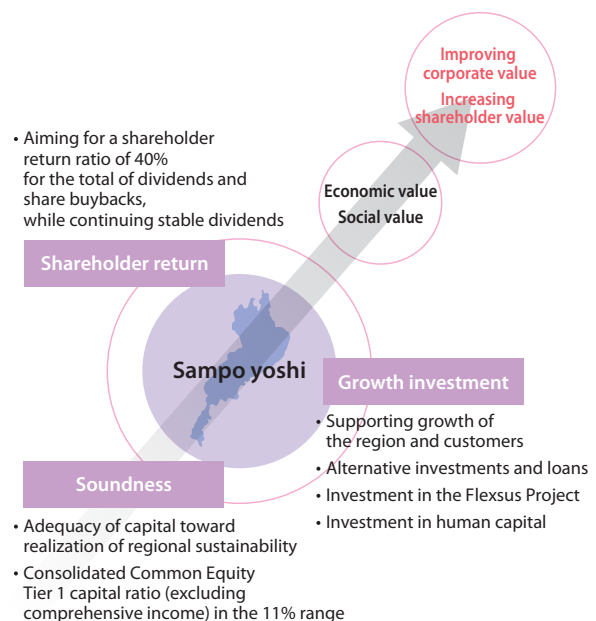 Improving
corporate value
Increasing
shareholder value
• Aiming for a shareholder
return ratio of 40%
for the total of dividends and
share buybacks,
while continuing stable dividends
Economic value
Social value
Shareholder return
Sampo yoshi
Growth investment
• Supporting growth of
the region and customers
• Alternative investments and loans
• Investment in the Flexsus Project
• Investment in human capital
Soundness
• Adequacy of capital toward
realization of regional sustainability
• Consolidated Common Equity
Tier 1 capital ratio (excluding
comprehensive income) in the 11% range